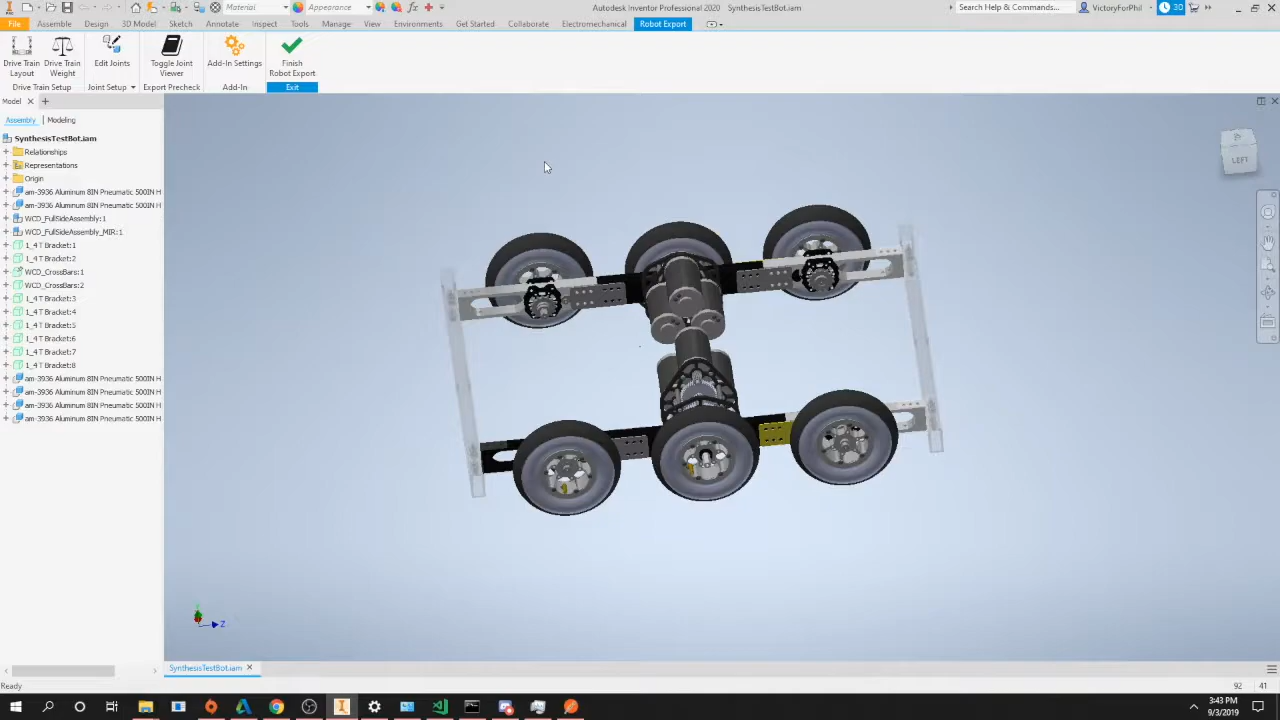 Material
Appearance
Autodesk Inventor Professional 2020 SynthesisTestBot.iam
Search Help & Commands...
VictoryForPhil
30
File Assembly Design 3D Model Sketch Annotate Inspect Tools Manage View Environments Get Started Collaborate Electromechanical Robot Export
Drive Train Layout
Drive Train Weight
Edit Joints
Toggle Joint Viewer
Add-In Settings
Finish Robot Export
Drive Train Setup
Joint Setup
Export Precheck
Add-In
Exit
Model
Assembly Modeling
SynthesisTestBot.iam
Relationships
Representations
Origin
am-3936 Aluminum 8IN Pneumatic 500IN H
am-3936 Aluminum 8IN Pneumatic 500IN H
WCD_FullSideAssembly:1
WCD_FullSideAssembly_MIR:1
1_4 T Bracket:1
1_4 T Bracket:2
WCD_CrossBars:1
WCD_CrossBars:2
1_4 T Bracket:3
1_4 T Bracket:4
1_4 T Bracket:5
1_4 T Bracket:6
1_4 T Bracket:7
1_4 T Bracket:8
am-3936 Aluminum 8IN Pneumatic 500IN H
am-3936 Aluminum 8IN Pneumatic 500IN H
am-3936 Aluminum 8IN Pneumatic 500IN H
am-3936 Aluminum 8IN Pneumatic 500IN H
LEFT
Z
SynthesisTestBot.iam
Ready
92 41
3:43 PM
9/3/2019